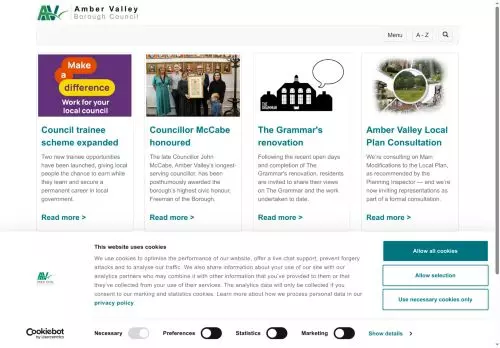 Amber Valley
Borough Council
Menu
A - Z
Make
a
difference
Work for your
local council
Council trainee
scheme expanded
Two new trainee opportunities
have been launched, giving local
people the chance to earn while
they learn and secure a
permanent career in local
government.
Read more >
Councillor McCabe
honoured
The late Councillor John
McCabe, Amber Valley's longest-
serving councillor, has been
posthumously awarded the
borough's highest civic honour,
Freeman of the Borough.
Read more >
THE GRAMMAR
The Grammar's
renovation
Following the recent open days
and completion of The
Grammar's renovation, residents
are invited to share their views
on The Grammar and the work
undertaken to date.
Read more >
Amber Valley Local
Plan Consultation
We're consulting on Main
Modifications to the Local Plan,
as recommended by the
Planning Inspector — and we're
now inviting representations as
part of a formal consultation.
Read more >
This website uses cookies
We use cookies to optimise the performance of our website, offer a live chat support, prevent forgery
attacks and to analyse our traffic. We also share information about your use of our site with our
analytics partners who may combine it with other information that you've provided to them or that
they've collected from your use of their services. The analytics data will only be collected if you
consent to our marketing and statistics cookies. Learn more about how we process personal data in our
privacy policy
Allow all cookies
Allow selection
Use necessary cookies only
Cookiebot
by Usercentrics
Necessary
Preferences
Statistics
Marketing
Show details >